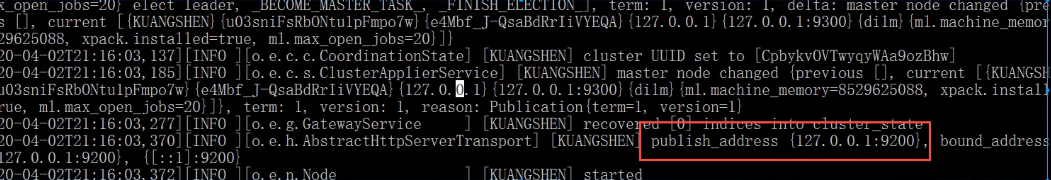 ax_open_jobs=20} elect leader, _BECOME_MASTER_TASK_, _FINISH_ELECTION_], term: 1, version: 1, delta: master node changed {pre
s [], current [{KUANGSHEN}{u03sniFsRbONtulpFmpo7w}{e4Mbf_J-QsaBdRrIiVYEQA}{127.0.0.1}{127.0.0.1:9300}{dilm}{ml.machine_memor
9625088, xpack.installed=true, ml.max_open_jobs=20}]}
20-04-02T21:16:03,137][INFO ][o.e.c.c.CoordinationState] [KUANGSHEN] cluster UUID set to [CpbykvOVTwyqyWAa9ozBhw]
20-04-02T21:16:03,185][INFO ][o.e.c.s.ClusterApplierService] [KUANGSHEN] master node changed {previous [], current [{KUANGSH
u03sniFsRbONtulpFmpo7w}{e4Mbf_J-QsaBdRrIiVYEQA}{127.0.0.1}{127.0.0.1:9300}{dilm}{ml.machine_memory=8529625088, xpack.install
rue, ml.max_open_jobs=20}]}, term: 1, version: 1, reason: Publication{term=1, version=1}
20-04-02T21:16:03,277][INFO ][o.e.g.GatewayService     ] [KUANGSHEN] recovered [0] indices into cluster_state
20-04-02T21:16:03,370][INFO ][o.e.h.AbstractHttpServerTransport] [KUANGSHEN] publish_address {127.0.0.1:9200}, bound_address
127.0.0.1:9200}, {[::1]:9200}
20-04-02T21:16:03,372][INFO ][o.e.n.Node               ] [KUANGSHEN] started